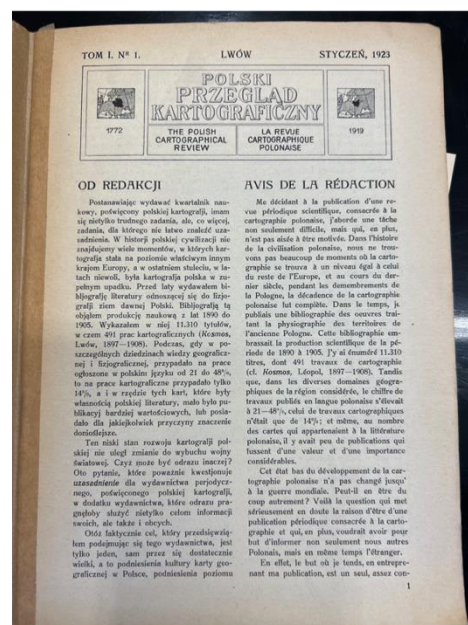 TOM I. Nr 1.
LWÓW
STYCZEŃ, 1923
POLSKI
PRZEGLĄD
KARTOGRAFICZNY
1772
THE POLISH
CARTOGRAPHICAL
REVIEW
LA REVUE
CARTOGRAPHIQUE
POLONAISE
1919
OD REDAKCJI
Postanawiając wydawać kwartalnik nau-
kowy, poświęcony polskiej kartografji, imam
się nietylko trudnego zadania, ale, co więcej,
zadania, dla którego nie łatwo znaleźć uza-
sadnienia. W historji polskiej cywilizacji nie
znajdujemy wiele momentów, w których kar-
tografja stała na poziomie właściwym innym
krajom Europy, a w ostatniem stuleciu, w la-
tach niewoli, była kartografja polska w zu-
pełnym upadku. Przed laty wydawałem bi-
bljografję literatury odnoszącej się do fizjo-
grafji ziem dawnej Polski. Bibljografją tą
objąłem produkcję naukową z lat 1890 do
1905. Wykazałem w niej 11.310 tytułów,
w czem 491 prac kartograficznych (Kosmos,
Lwów, 1897—1908). Podczas, gdy w po-
szczególnych dziedzinach wiedzy geograficz-
nej i fizjograficznej, przypadało na prace
ogłoszone w polskim języku od 21 do 48%,
to na prace kartograficzne przypadało tylko
14%, a i w rzędzie tych kart, które były
własnością polskiej literatury, mało było pu-
blikacyj bardziej wartościowych, lub posia-
dało dla jakiejkolwiek przyczyny znaczenie
donioślejsze.
Ten niski stan rozwoju kartografji pol-
skiej nie uległ zmianie do wybuchu wojny
światowej. Czyż może być odrazu inaczej?
Oto pytanie, które poważnie kwestjonuje
uzasadnienie dla wydawnictwa perjodycz-
nego, poświęconego polskiej kartografji,
w dodatku wydawnictwa, które odrazu pra-
gnęłoby służyć nietylko celom informacji
swoich, ale także i obcych.
Otóż faktycznie cel, który przedsięwzią-
łem podejmując się tego wydawnictwa, jest
tylko jeden, sam przez się dostatecznie
wielki, a to podniesienia kultury karty geo-
graficznej w Polsce, podniesienia poziomu
AVIS DE LA RÉDACTION
Me décidant à la publication d'une re-
vue périodique scientifique, consacrée à la
cartographie polonaise, j'aborde une tâche
non seulement difficile, mais qui, en plus,
n'est pas aisée à être motivée. Dans l'histoire
de la civilisation polonaise, nous ne trou-
vons pas beaucoup de moments où la carto-
graphie se trouva à un niveau égal à celui
du reste de l'Europe, et au cours du der-
nier siècle, pendant les demembrements de
la Pologne, la décadence de la cartographie
polonaise fut complète. Dans le temps, je
publiais une bibliographie des oeuvres trai-
tant la physiographie des territoires de
l'ancienne Pologne. Cette bibliographie em-
brassait la production scientifique de la pé-
riode de 1890 à 1905. J'y ai énuméré 11.310
titres, dont 491 travaux de cartographie
(cf. Kosmos, Léopol, 1897—1908). Tandis
que, dans les diverses domaines géogra-
phiques de la région considérée, le chiffre des
travaux publiés en langue polonaise s'élevait
à 21—48%, celui de travaux cartographiques
n'était que de 14%; et même, au nombre
des cartes qui appartenaient à la littérature
polonaise, il y avait peu de publications qui
fussent d'une valeur et d'une importance
considérables.
Cet état bas du développement de la car-
tographie polonaise n'a pas changé jusqu'
à la guerre mondiale. Peut-il en être du
coup autrement? Voilà la question qui met
sérieusement en doute la raison d'être d'une
publication périodique consacrée à la carto-
graphie et qui, en plus, voudrait avoir pour
but d'informer non seulement nous autres
Polonais, mais en même temps l'étranger.
En effet, le but où je tends, en entrepre-
nant ma publication, est un seul, assez con-
1